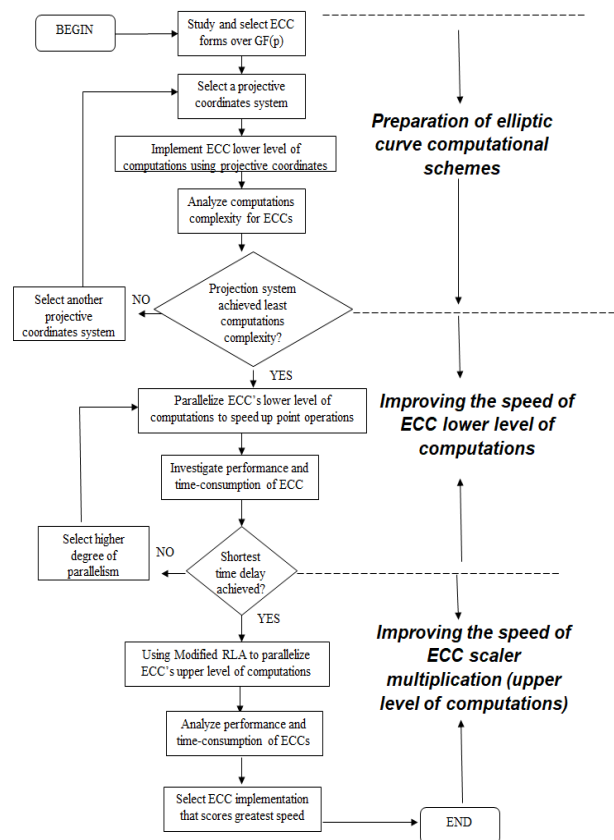 BEGIN
Study and select ECC
forms over GF(p)
Select a projective
coordinates system
Implement ECC lower level of
computations using projective coordinates
Analyze computations
complexity for ECCs
Preparation of elliptic
curve computational
schemes
Projection system
achieved least
computations
complexity?
NO
Select another
projective
coordinates system
YES
Parallelize ECC's lower level of
computations to speed up point operations
Investigate performance and
time-consumption of ECC
Improving the speed of
ECC lower level of
computations
Shortest
time delay
achieved?
NO
Select higher
degree of
parallelism
YES
Using Modified RLA to parallelize
ECC's upper level of computations
Analyze performance and
time-consumption of ECCs
Select ECC implementation
that scores greatest speed
Improving the speed of
ECC scaler
multiplication (upper
level of computations)
END